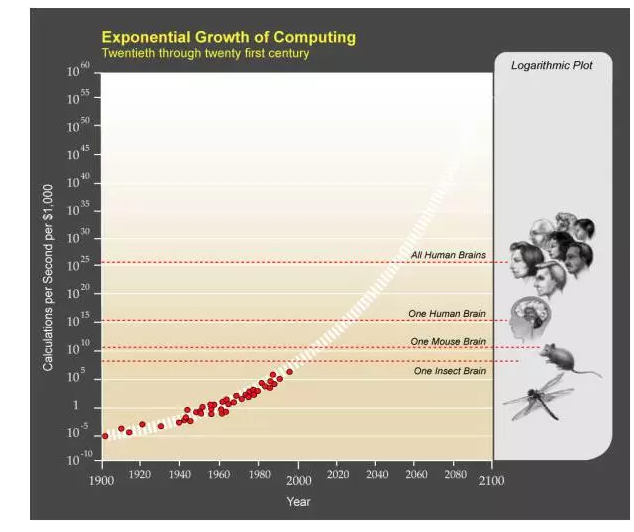 Exponential Growth of Computing
Twentieth through twenty first century
Logarithmic Plot
Calculations per Second per $1,000
10^60
10^55
10^50
10^45
10^40
10^35
10^30
10^25
10^20
10^15
10^10
10^5
1
10^-5
10^-10
All Human Brains
One Human Brain
One Mouse Brain
One Insect Brain
1900 1920 1940 1960 1980 2000 2020 2040 2060 2080 2100
Year